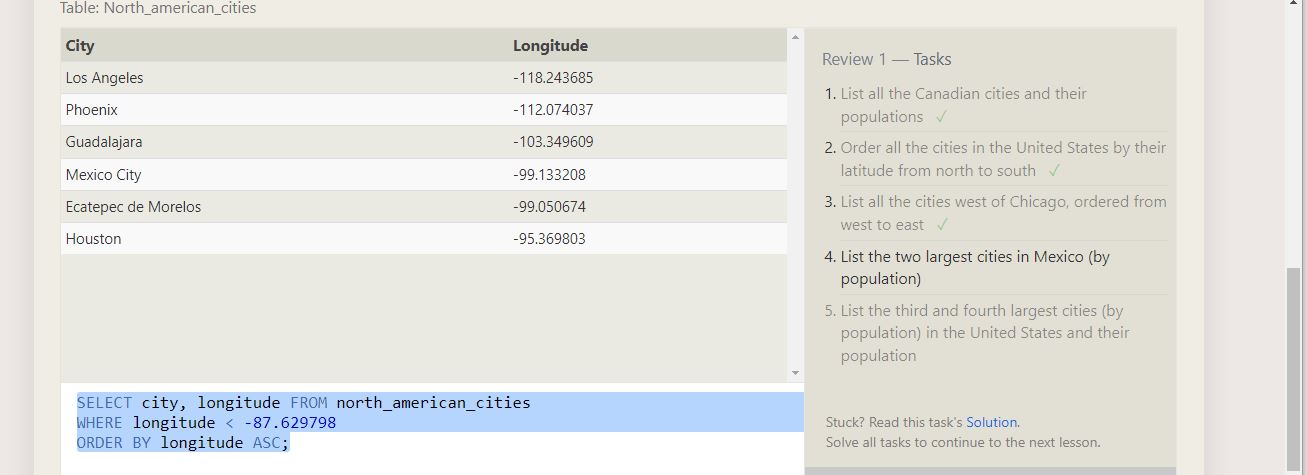 Table: North_american_cities
City Longitude
Los Angeles -118.243685
Phoenix -112.074037
Guadalajara -103.349609
Mexico City -99.133208
Ecatepec de Morelos -99.050674
Houston -95.369803
SELECT city, longitude FROM north_american_cities
WHERE longitude < -87.629798
ORDER BY longitude ASC;
Review 1 — Tasks
1. List all the Canadian cities and their
populations ✓
2. Order all the cities in the United States by their
latitude from north to south ✓
3. List all the cities west of Chicago, ordered from
west to east ✓
4. List the two largest cities in Mexico (by
population)
5. List the third and fourth largest cities (by
population) in the United States and their
population
Stuck? Read this task's Solution.
Solve all tasks to continue to the next lesson.